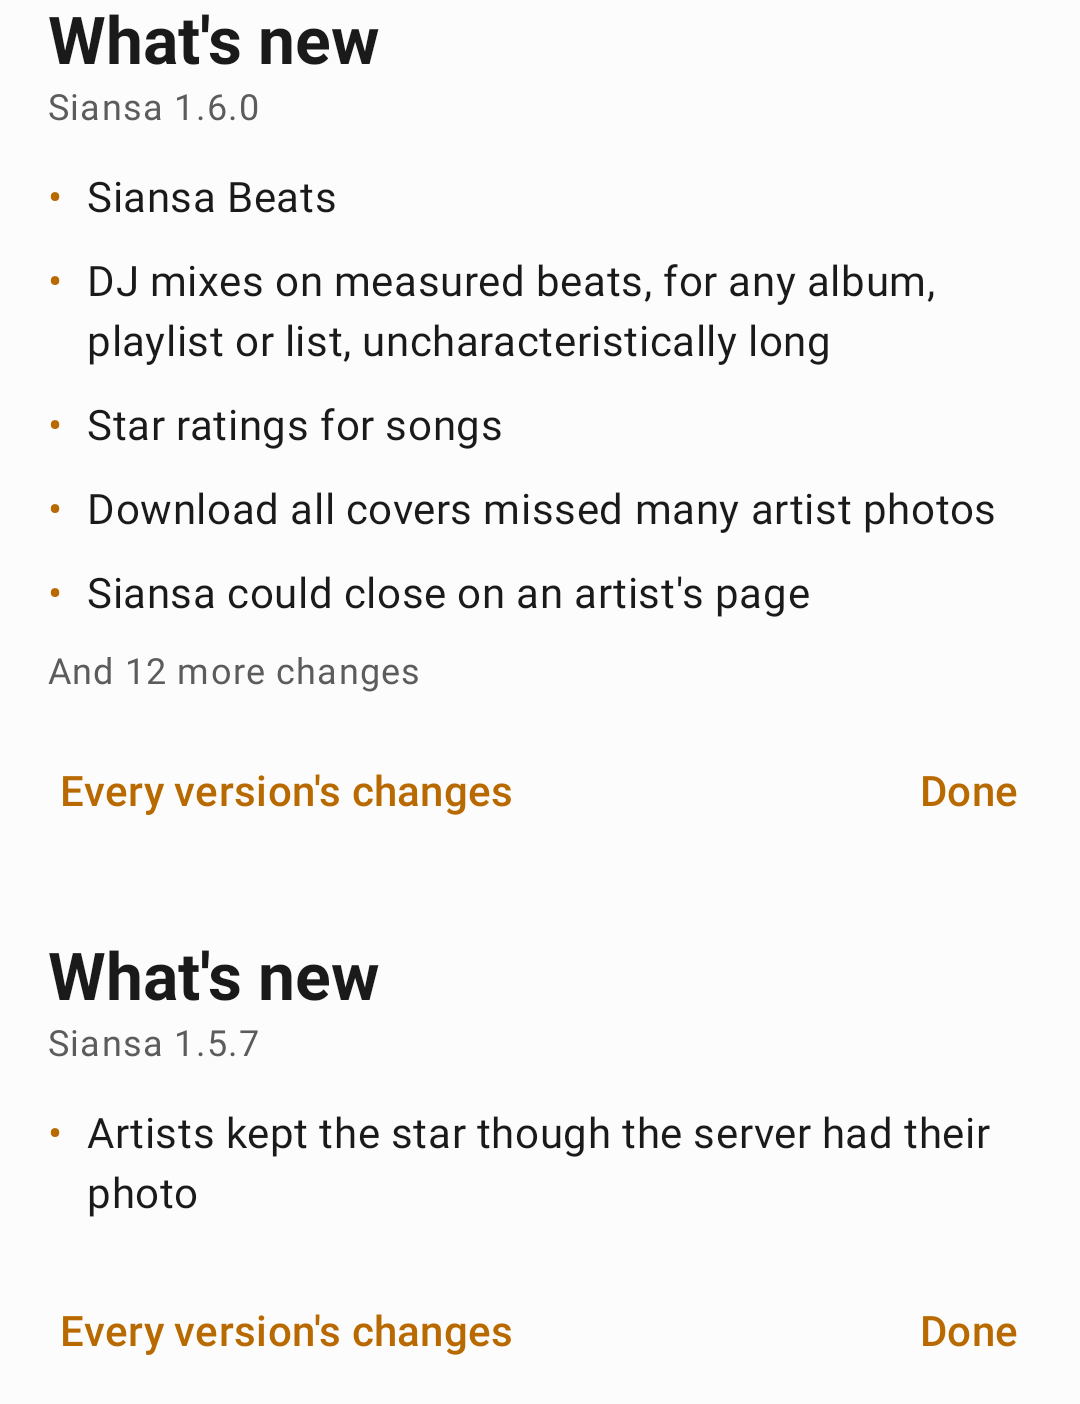 What's new
Siansa 1.6.0
• Siansa Beats
• DJ mixes on measured beats, for any album,
playlist or list, uncharacteristically long
• Star ratings for songs
• Download all covers missed many artist photos
• Siansa could close on an artist's page
And 12 more changes
Every version's changes Done
What's new
Siansa 1.5.7
• Artists kept the star though the server had their
photo
Every version's changes Done